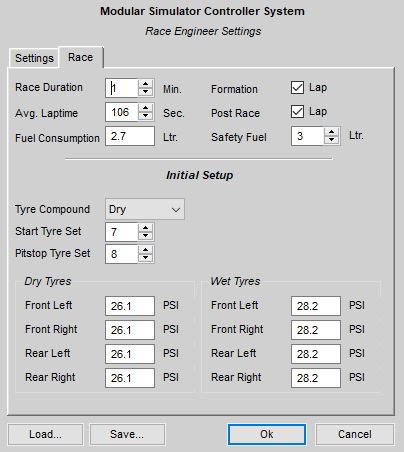 Modular Simulator Controller System
Race Engineer Settings
Settings Race
Race Duration 1 Min. Formation Lap
Avg. Laptime 106 Sec. Post Race Lap
Fuel Consumption 2.7 Ltr. Safety Fuel 3 Ltr.
Initial Setup
Tyre Compound Dry
Start Tyre Set 7
Pitstop Tyre Set 8
Dry Tyres Wet Tyres
Front Left 26.1 PSI Front Left 28.2 PSI
Front Right 26.1 PSI Front Right 28.2 PSI
Rear Left 26.1 PSI Rear Left 28.2 PSI
Rear Right 26.1 PSI Rear Right 28.2 PSI
Load... Save... Ok Cancel